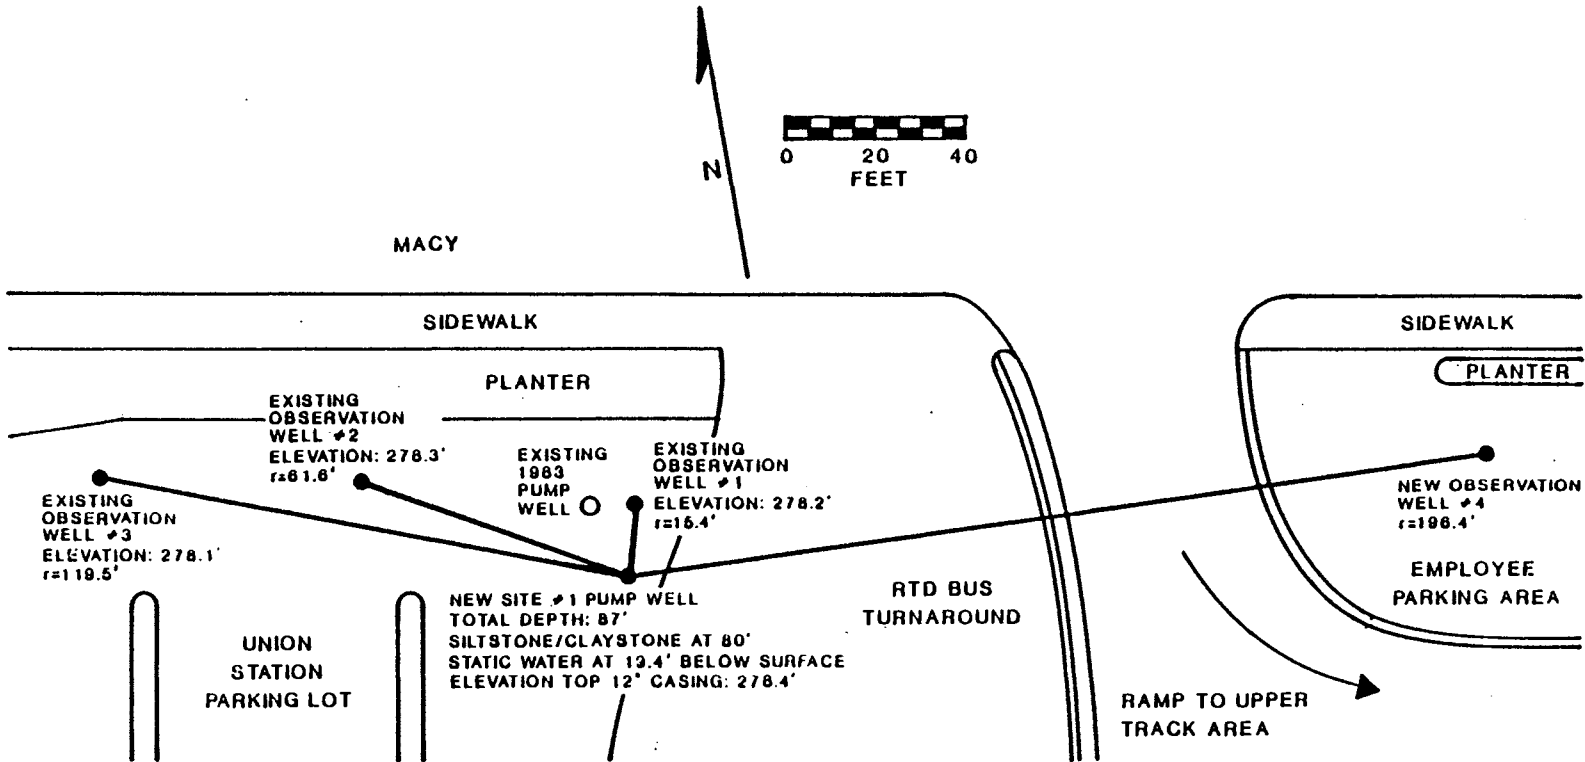 N
0 20 40
FEET
MACY
SIDEWALK
SIDEWALK
PLANTER
PLANTER
EXISTING
OBSERVATION
WELL #2
ELEVATION: 278.3'
r=61.6'
EXISTING
1983
PUMP
WELL
EXISTING
OBSERVATION
WELL #1
ELEVATION: 278.2'
r=15.4'
EXISTING
OBSERVATION
WELL #3
ELEVATION: 278.1'
r=119.5'
NEW OBSERVATION
WELL #4
r=196.4'
EMPLOYEE
PARKING AREA
RTD BUS
TURNAROUND
NEW SITE #1 PUMP WELL
TOTAL DEPTH: 87'
SILTSTONE/CLAYSTONE AT 80'
STATIC WATER AT 19.4' BELOW SURFACE
ELEVATION TOP 12" CASING: 278.4'
UNION
STATION
PARKING LOT
RAMP TO UPPER
TRACK AREA